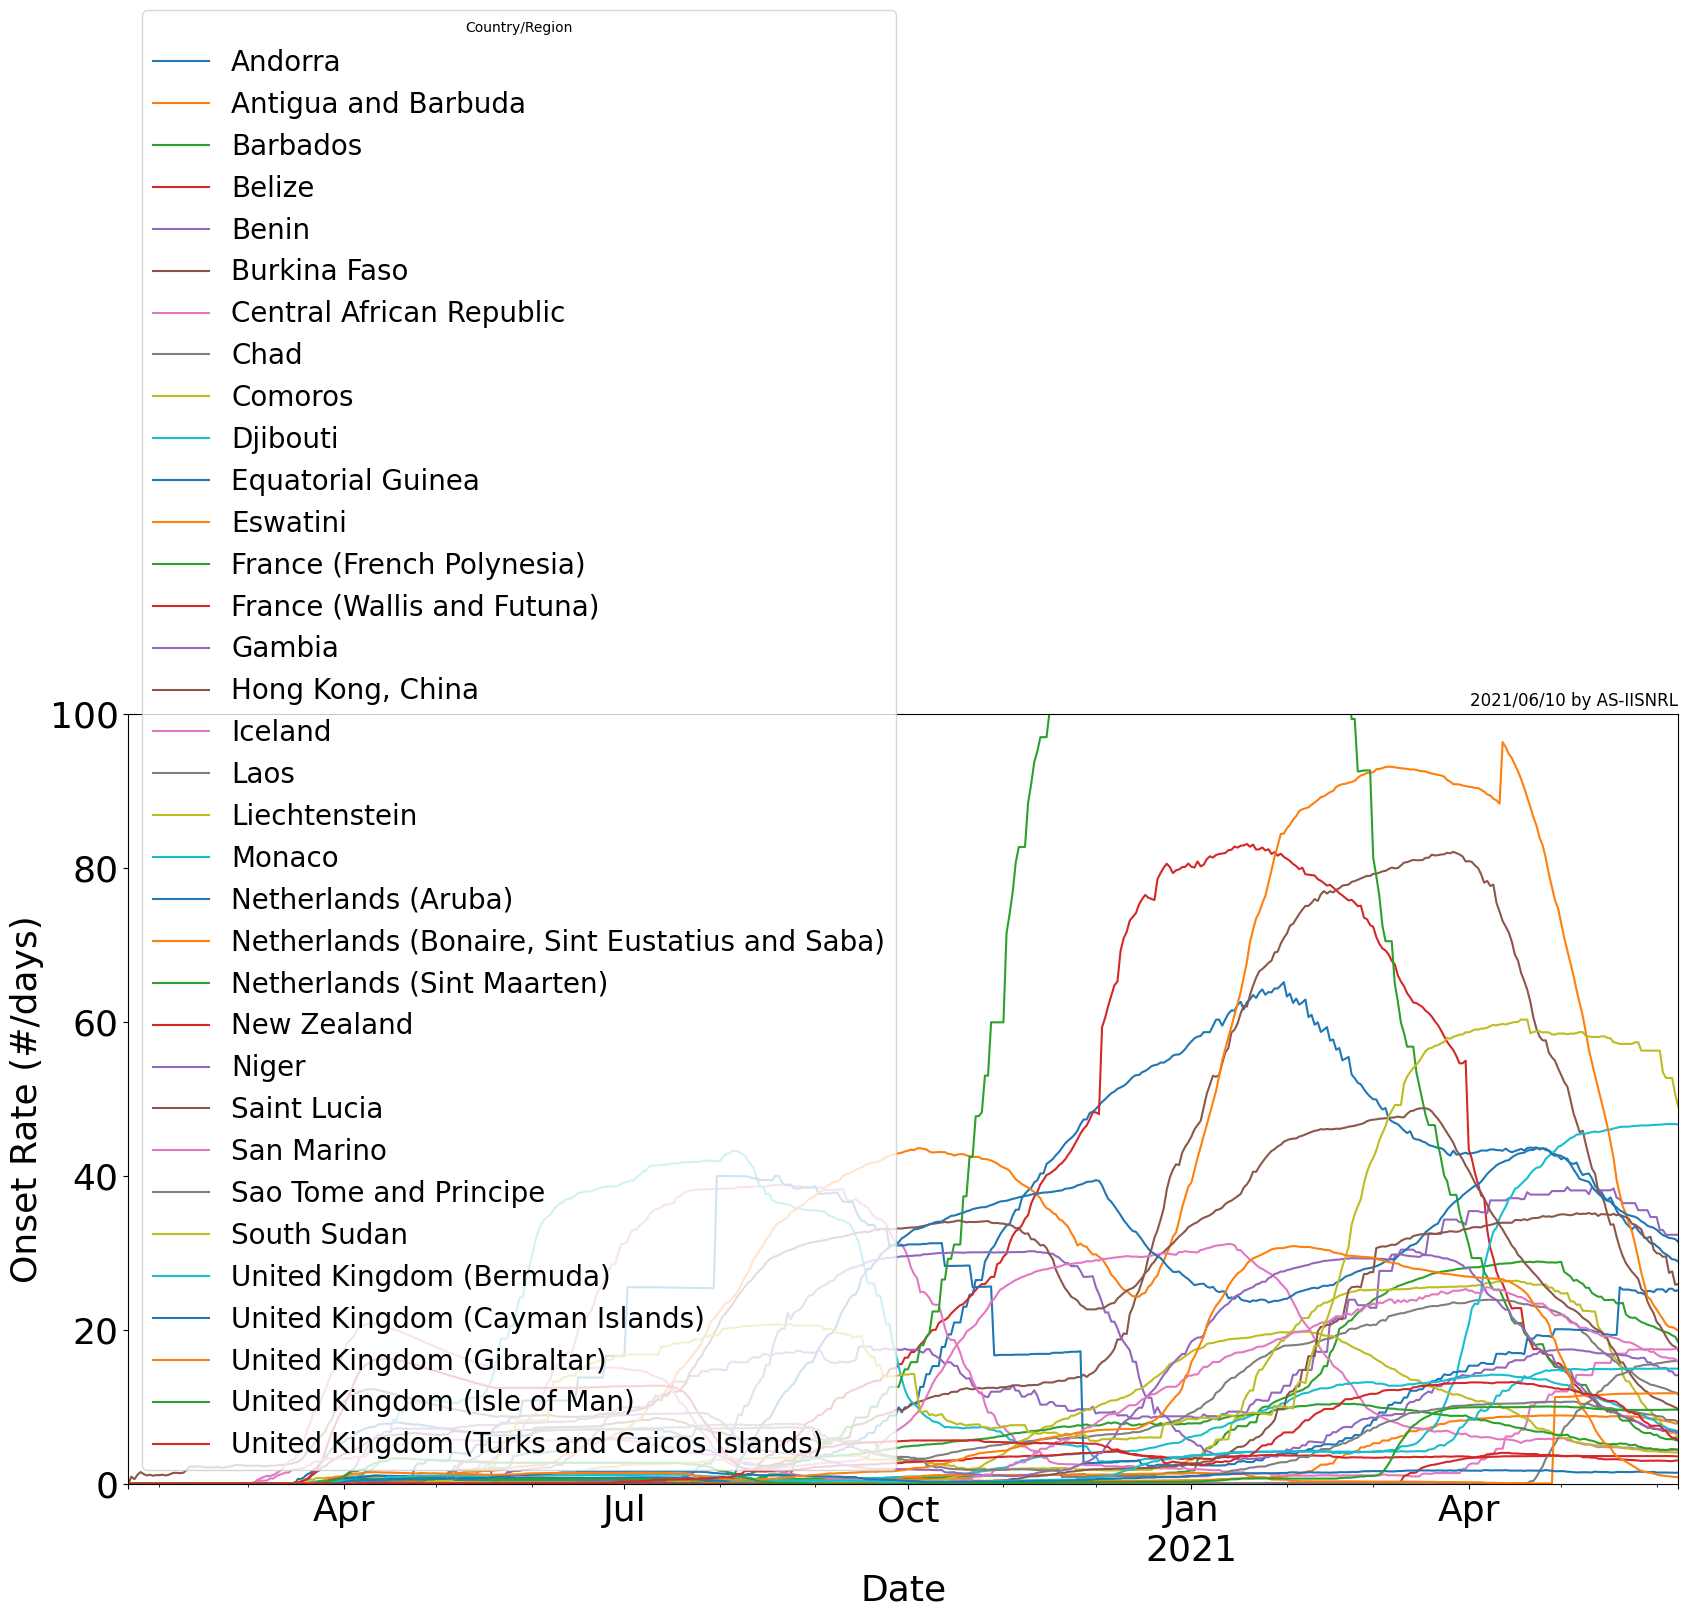 Country/Region
Andorra
Antigua and Barbuda
Barbados
Belize
Benin
Burkina Faso
Central African Republic
Chad
Comoros
Djibouti
Equatorial Guinea
Eswatini
France (French Polynesia)
France (Wallis and Futuna)
Gambia
Hong Kong, China
Iceland
Laos
Liechtenstein
Monaco
Netherlands (Aruba)
Netherlands (Bonaire, Sint Eustatius and Saba)
Netherlands (Sint Maarten)
New Zealand
Niger
Saint Lucia
San Marino
Sao Tome and Principe
South Sudan
United Kingdom (Bermuda)
United Kingdom (Cayman Islands)
United Kingdom (Gibraltar)
United Kingdom (Isle of Man)
United Kingdom (Turks and Caicos Islands)
2021/06/10 by AS-IISNRL
Onset Rate (#/days)
100
80
60
40
20
0
Apr Jul Oct Jan Apr
2021
Date